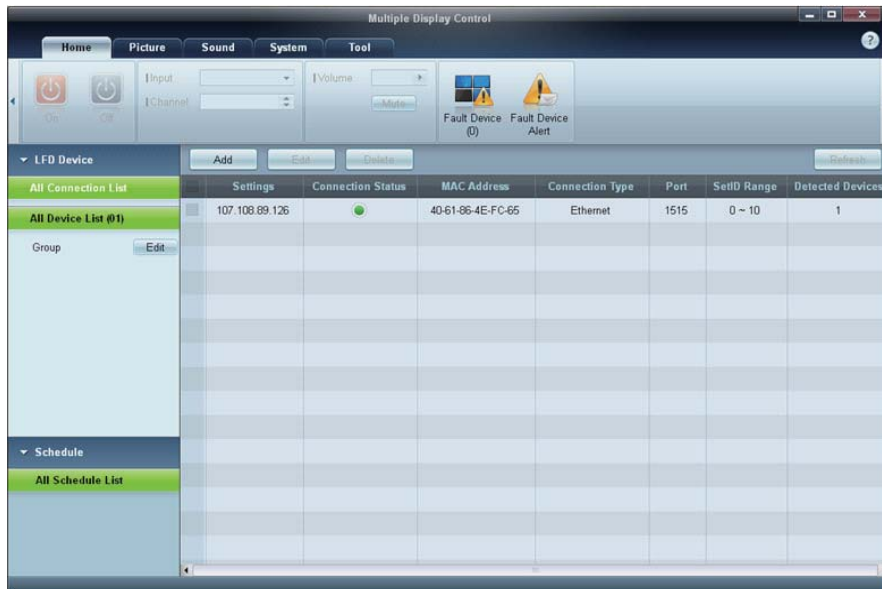 Multiple Display Control
Home Picture Sound System Tool
?
Input
Volume
Channel
Mute
On Off
Fault Device (0)
Fault Device Alert
LFD Device
Add Edit Delete Refresh
All Connection List
Settings Connection Status MAC Address Connection Type Port SetID Range Detected Devices
All Device List (01)
107.108.89.126 40-61-86-4E-FC-65 Ethernet 1515 0 ~ 10 1
Group Edit
Schedule
All Schedule List